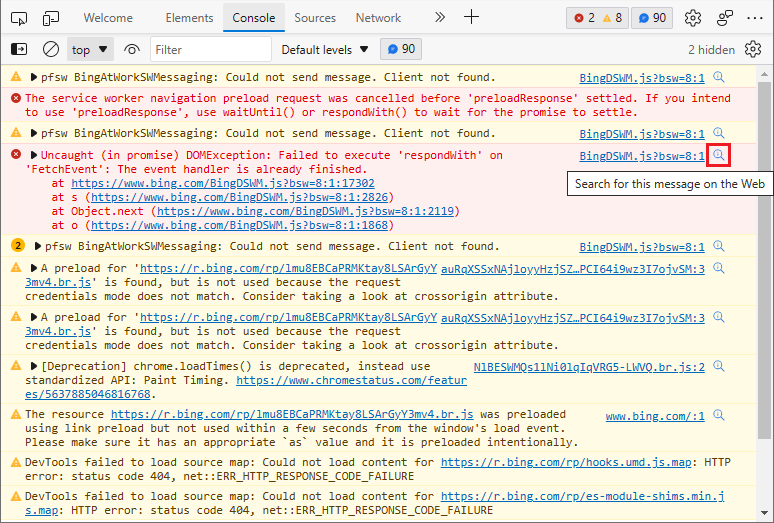 Welcome Elements Console Sources Network 2 8 90
top Filter Default levels 90 2 hidden
pfsw BingAtWorkSWMessaging: Could not send message. Client not found. BingDSWM.js?bsw=8:1
The service worker navigation preload request was cancelled before 'preloadResponse' settled. If you intend
to use 'preloadResponse', use waitUntil() or respondWith() to wait for the promise to settle.
pfsw BingAtWorkSWMessaging: Could not send message. Client not found. BingDSWM.js?bsw=8:1
Uncaught (in promise) DOMException: Failed to execute 'respondWith' on BingDSWM.js?bsw=8:1
'FetchEvent': The event handler is already finished.
at https://www.bing.com/BingDSWM.js?bsw=8:1:17302
Search for this message on the Web
at s (https://www.bing.com/BingDSWM.js?bsw=8:1:2826)
at Object.next (https://www.bing.com/BingDSWM.js?bsw=8:1:2119)
at o (https://www.bing.com/BingDSWM.js?bsw=8:1:1868)
2 pfsw BingAtWorkSWMessaging: Could not send message. Client not found. BingDSWM.js?bsw=8:1
A preload for 'https://r.bing.com/rp/lmu8EBCaPRMKtay8LSArGyY auRqXSSxNAjloyyHzjSZ…PCI64i9wz3I7ojvSM:3
3mv4.br.js' is found, but is not used because the request
credentials mode does not match. Consider taking a look at crossorigin attribute.
A preload for 'https://r.bing.com/rp/lmu8EBCaPRMKtay8LSArGyY auRqXSSxNAjloyyHzjSZ…PCI64i9wz3I7ojvSM:3
3mv4.br.js' is found, but is not used because the request
credentials mode does not match. Consider taking a look at crossorigin attribute.
[Deprecation] chrome.loadTimes() is deprecated, instead use NlBESWMQs1lNi0lqIqVRG5-LWVQ.br.js:2
standardized API: Paint Timing. https://www.chromestatus.com/featur
es/5637885046816768.
The resource https://r.bing.com/rp/lmu8EBCaPRMKtay8LSArGyY3mv4.br.js was preloaded www.bing.com/:1
using link preload but not used within a few seconds from the window's load event.
Please make sure it has an appropriate `as` value and it is preloaded intentionally.
DevTools failed to load source map: Could not load content for https://r.bing.com/rp/hooks.umd.js.map: HTTP
error: status code 404, net::ERR_HTTP_RESPONSE_CODE_FAILURE
DevTools failed to load source map: Could not load content for https://r.bing.com/rp/es-module-shims.min.j
s.map: HTTP error: status code 404, net::ERR_HTTP_RESPONSE_CODE_FAILURE